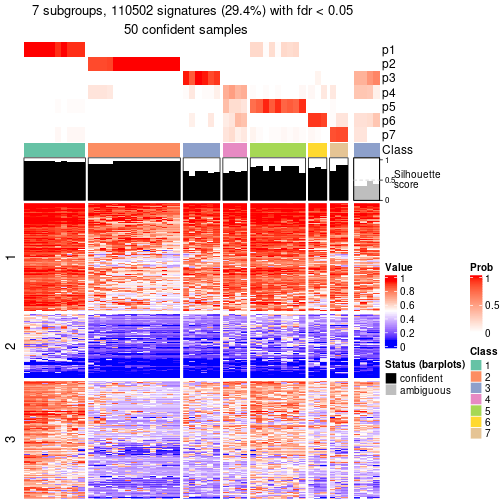 7 subgroups, 110502 signatures (29.4%) with fdr < 0.05
50 confident samples
p1
p2
p3
p4
p5
p6
p7
Class
1
0.5
0
Silhouette
score
1
2
3
Value
1
0.8
0.6
0.4
0.2
0
Prob
1
0.5
0
Status (barplots)
confident
ambiguous
Class
1
2
3
4
5
6
7